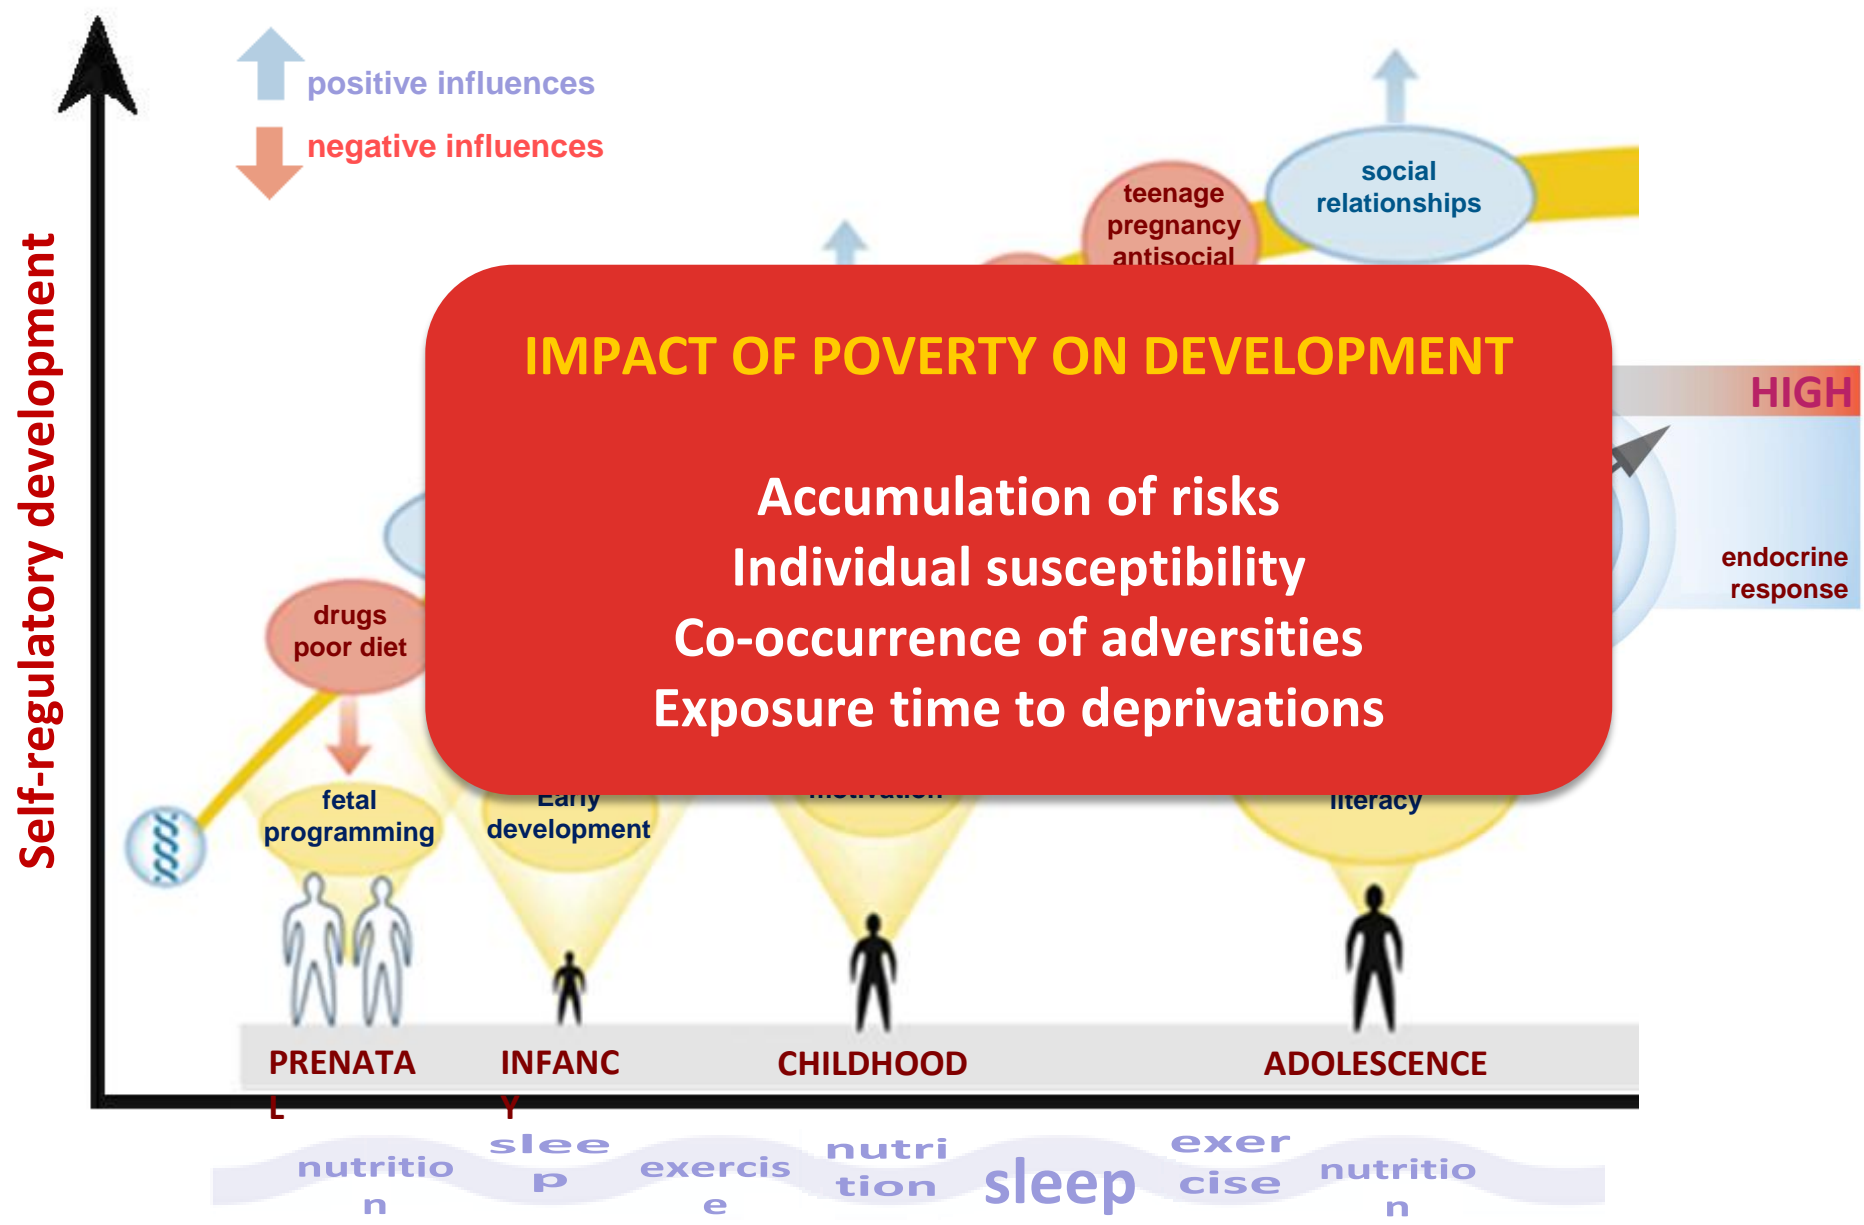 positive influences
negative influences
Self-regulatory development
social
relationships
teenage
pregnancy
antisocial
IMPACT OF POVERTY ON DEVELOPMENT
Accumulation of risks
Individual susceptibility
Co-occurrence of adversities
Exposure time to deprivations
HIGH
endocrine
response
drugs
poor diet
fetal
programming
Early
development
motivation
literacy
PRENATA
L
INFANC
Y
CHILDHOOD
ADOLESCENCE
nutritio
n
slee
p
exercis
e
nutri
tion
sleep
exer
cise
nutritio
n